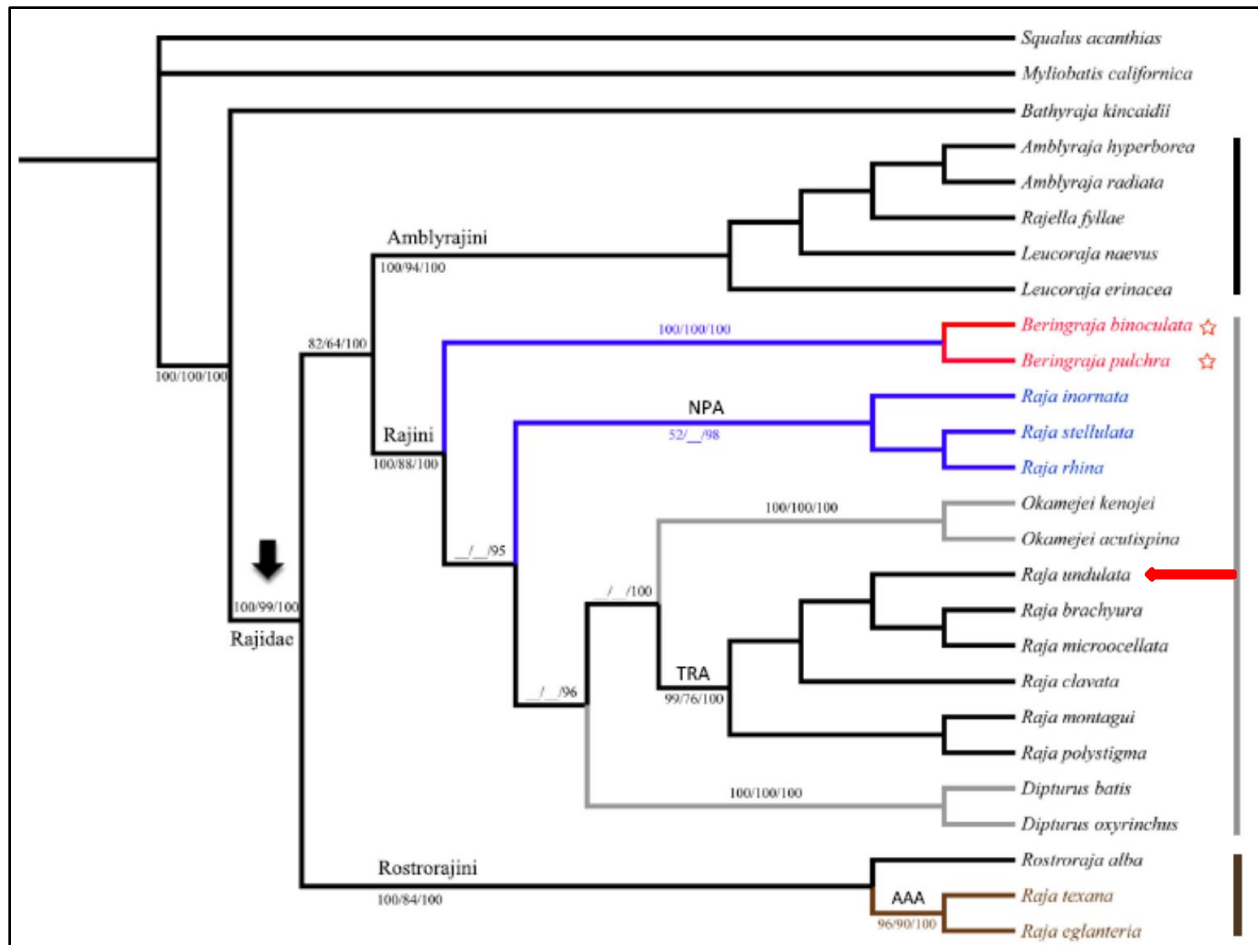 Squalus acanthias
Myliobatis californica
Bathyraja kincaidii
Amblyraja hyperborea
Amblyraja radiata
Rajella fyllae
Amblyrajini
Leucoraja naevus
100/94/100
Leucoraja erinacea
Beringraja binoculata
100/100/100
82/64/100
Beringraja pulchra
100/100/100
Raja inornata
NPA
Rajini
52/__/98
Raja stellulata
100/88/100
Raja rhina
Okamejei kenojei
100/100/100
Okamejei acutispina
__/__/95
Raja undulata
__/__/100
100/99/100
Raja brachyura
Rajidae
Raja microocellata
TRA
Raja clavata
__/__/96
99/76/100
Raja montagui
Raja polystigma
Dipturus batis
100/100/100
Dipturus oxyrinchus
Rostroraja alba
Rostrorajini
AAA
Raja texana
100/84/100
96/90/100
Raja eglanteria